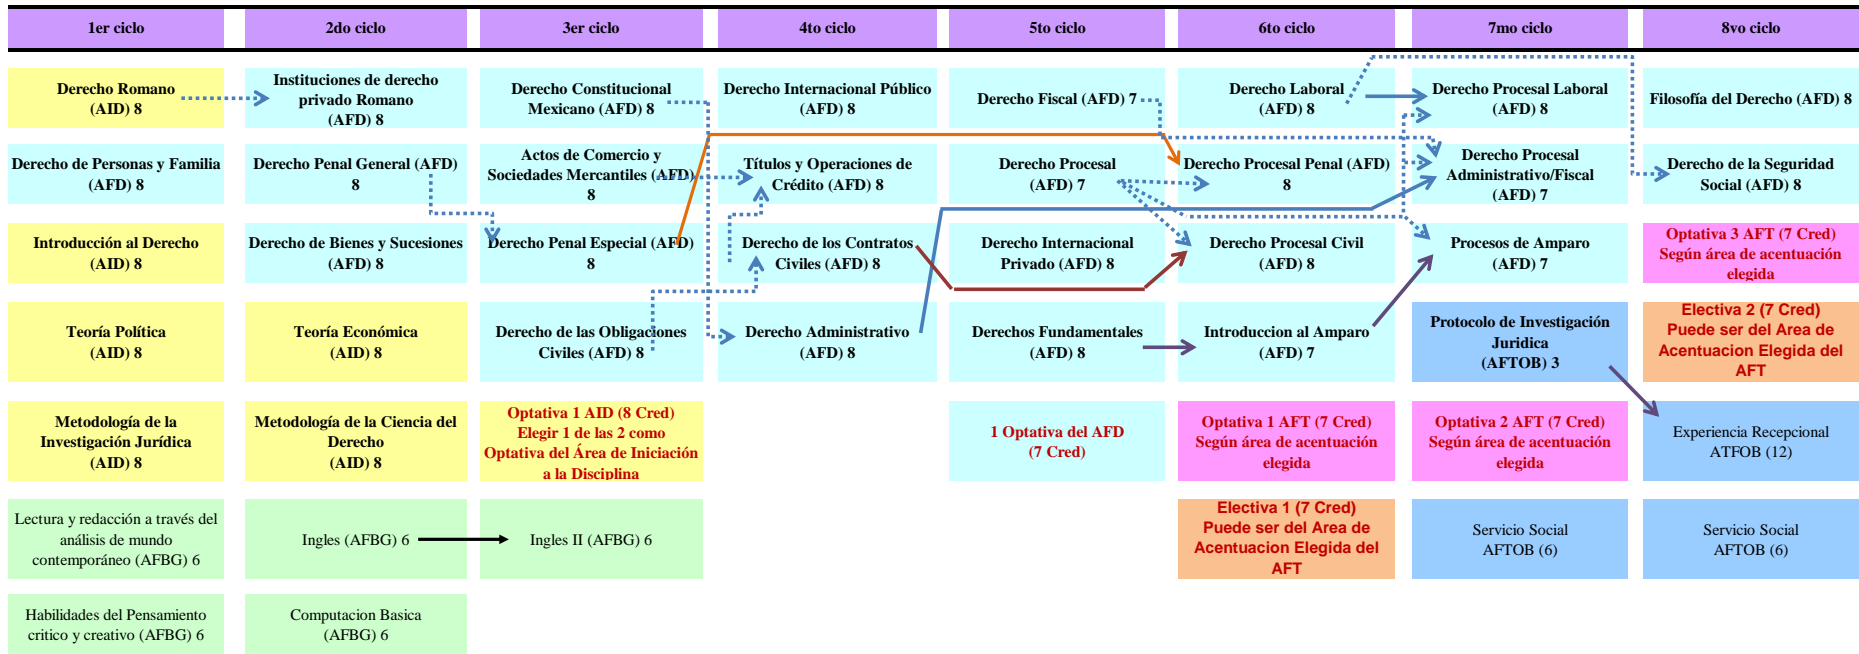 1er ciclo
2do ciclo
3er ciclo
4to ciclo
5to ciclo
6to ciclo
7mo ciclo
8vo ciclo
Derecho Romano
(AID) 8
Instituciones de derecho
privado Romano
(AFD) 8
Derecho Constitucional
Mexicano (AFD) 8
Derecho Internacional Público
(AFD) 8
Derecho Fiscal (AFD) 7
Derecho Laboral
(AFD) 8
Derecho Procesal Laboral
(AFD) 8
Filosofía del Derecho (AFD) 8
Derecho de Personas y Familia
(AFD) 8
Derecho Penal General (AFD)
8
Actos de Comercio y
Sociedades Mercantiles (AFD)
8
Títulos y Operaciones de
Crédito (AFD) 8
Derecho Procesal
(AFD) 7
Derecho Procesal Penal (AFD)
8
Derecho Procesal
Administrativo/Fiscal
(AFD) 7
Derecho de la Seguridad
Social (AFD) 8
Introducción al Derecho
(AID) 8
Derecho de Bienes y Sucesiones
(AFD) 8
Derecho Penal Especial (AFD)
8
Derecho de los Contratos
Civiles (AFD) 8
Derecho Internacional
Privado (AFD) 8
Derecho Procesal Civil
(AFD) 8
Procesos de Amparo
(AFD) 7
Optativa 3 AFT (7 Cred)
Según área de acentuación
elegida
Teoría Política
(AID) 8
Teoría Económica
(AID) 8
Derecho de las Obligaciones
Civiles (AFD) 8
Derecho Administrativo
(AFD) 8
Derechos Fundamentales
(AFD) 8
Introduccion al Amparo
(AFD) 7
Protocolo de Investigación
Juridica
(AFTOB) 3
Electiva 2 (7 Cred)
Puede ser del Area de
Acentuacion Elegida del
AFT
Metodología de la
Investigación Jurídica
(AID) 8
Metodología de la Ciencia del
Derecho
(AID) 8
Optativa 1 AID (8 Cred)
Elegir 1 de las 2 como
Optativa del Área de Iniciación
a la Disciplina
1 Optativa del AFD
(7 Cred)
Optativa 1 AFT (7 Cred)
Según área de acentuación
elegida
Optativa 2 AFT (7 Cred)
Según área de acentuación
elegida
Experiencia Recepcional
ATFOB (12)
Lectura y redacción a través del
análisis de mundo
contemporáneo (AFBG) 6
Ingles (AFBG) 6
Ingles II (AFBG) 6
Electiva 1 (7 Cred)
Puede ser del Area de
Acentuacion Elegida del
AFT
Servicio Social
AFTOB (6)
Servicio Social
AFTOB (6)
Habilidades del Pensamiento
critico y creativo (AFBG) 6
Computacion Basica
(AFBG) 6